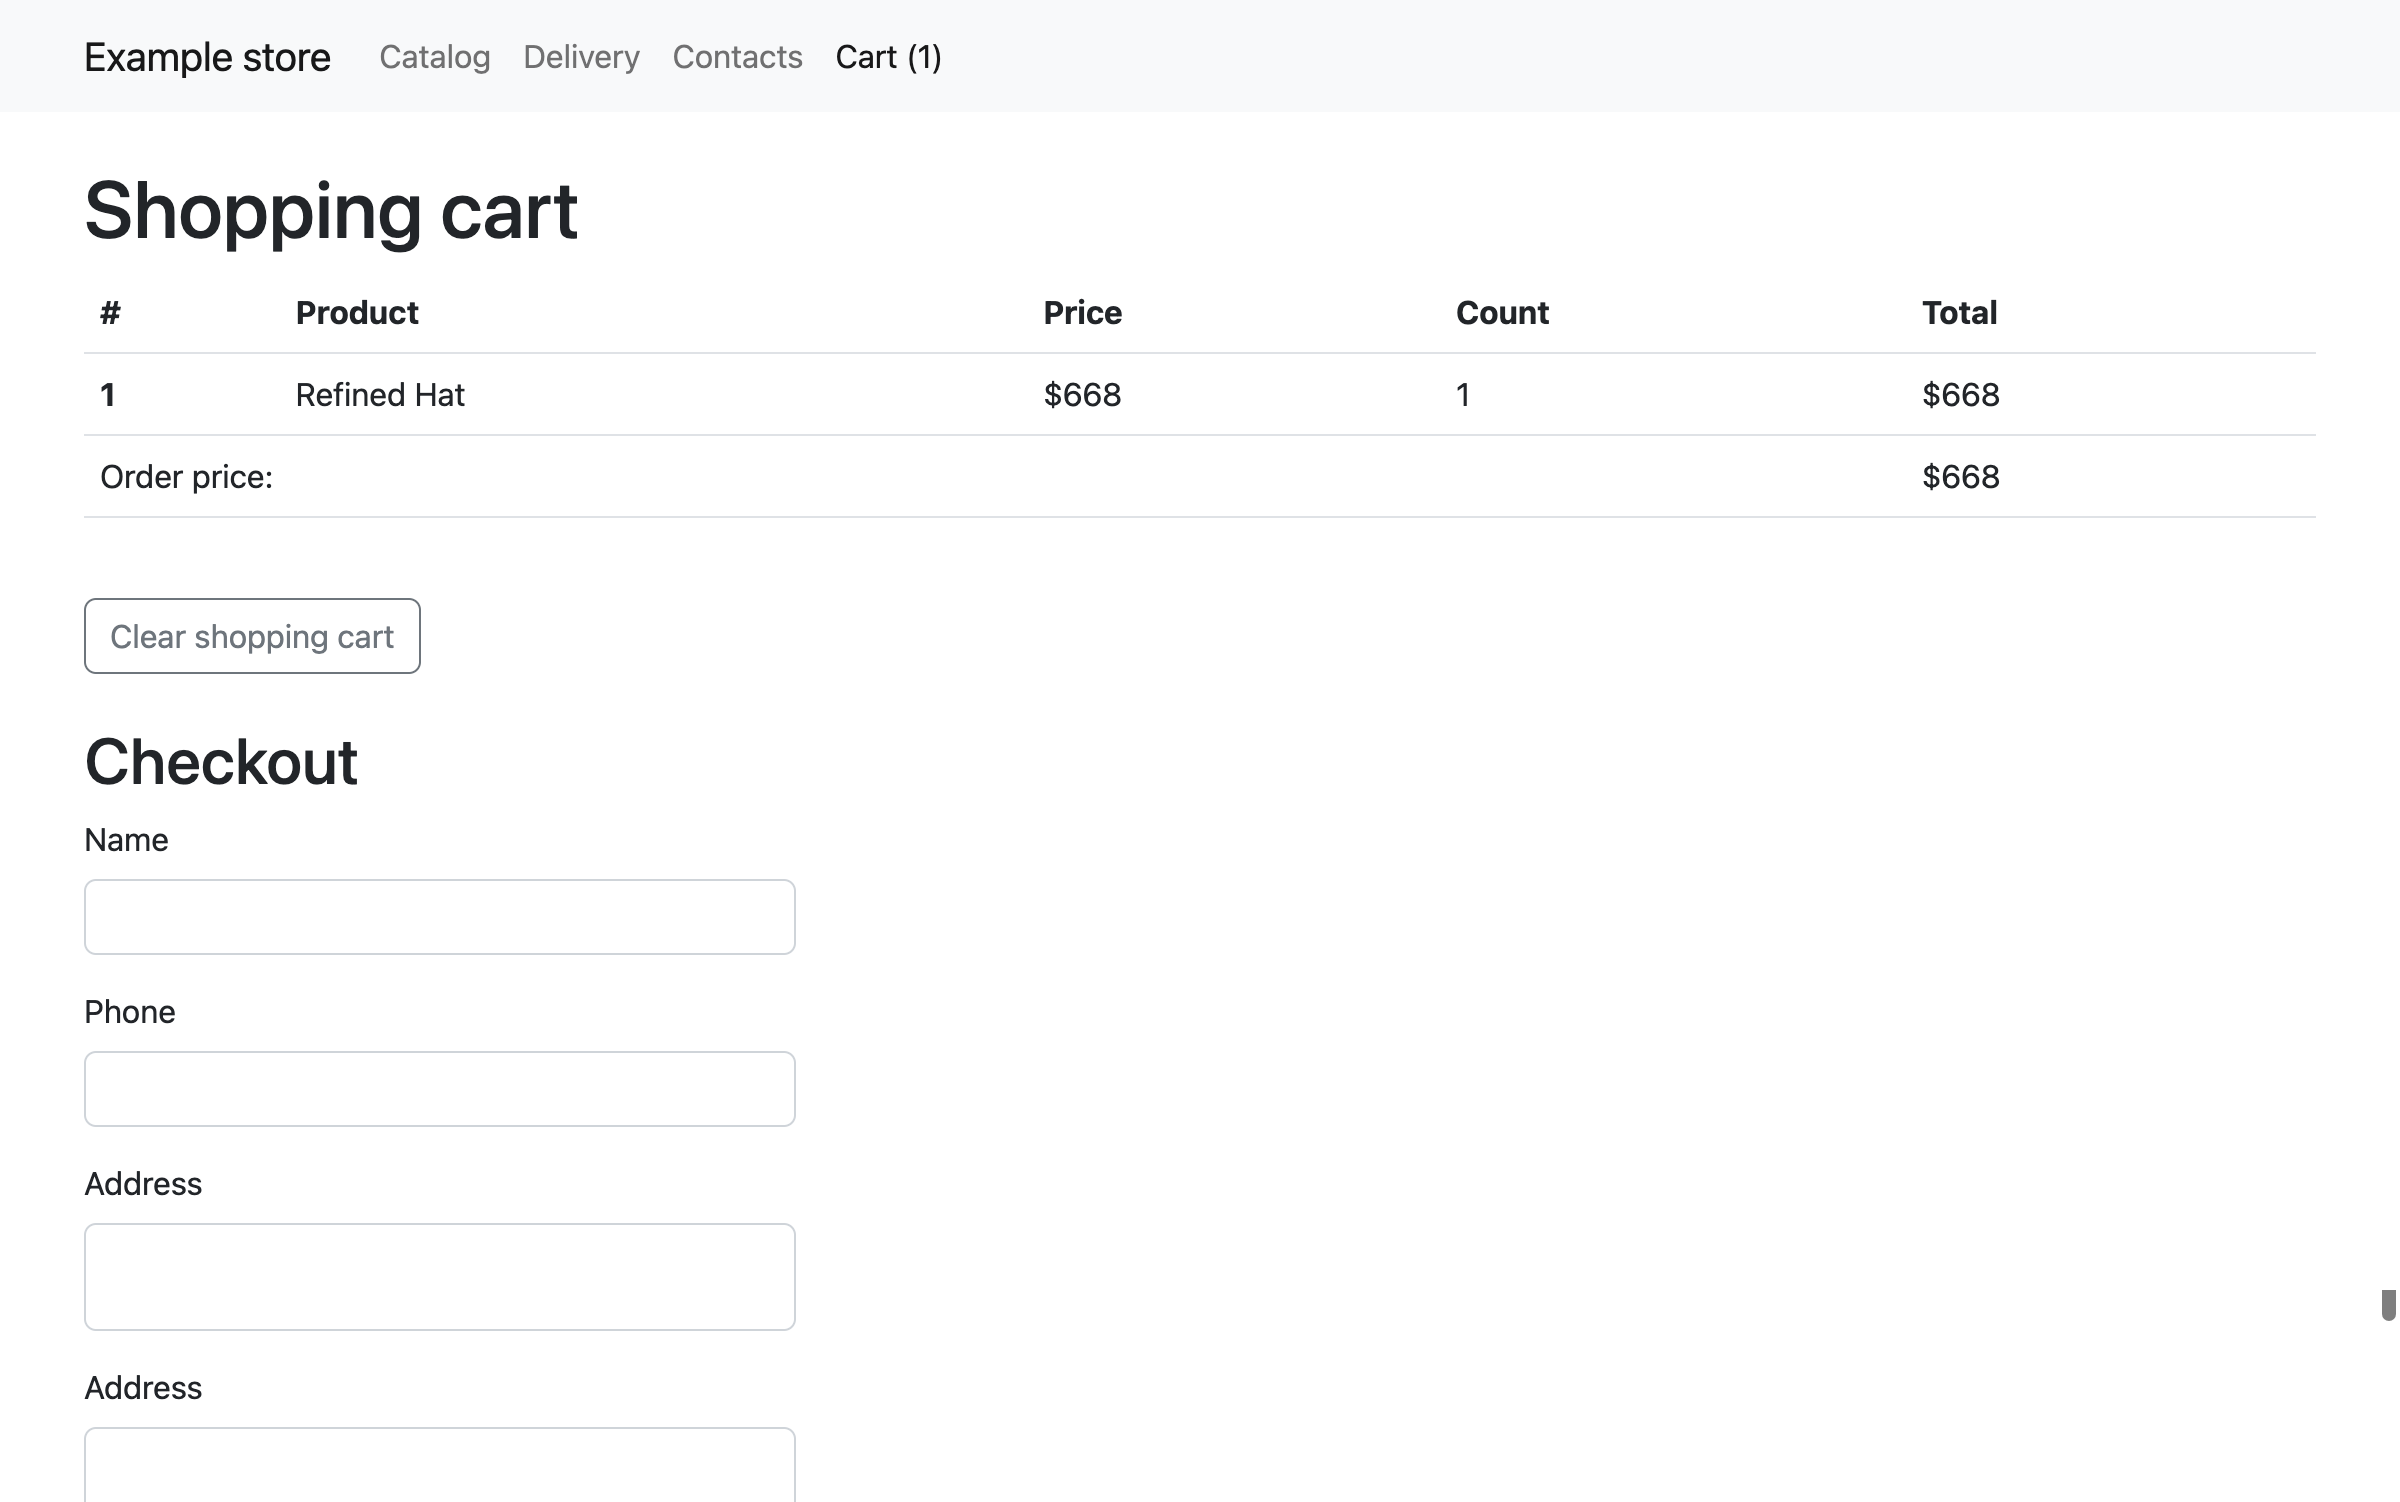 Example store Catalog Delivery Contacts Cart (1)
Shopping cart
# Product Price Count Total
1 Refined Hat $668 1 $668
Order price: $668
Clear shopping cart
Checkout
Name
Phone
Address
Address